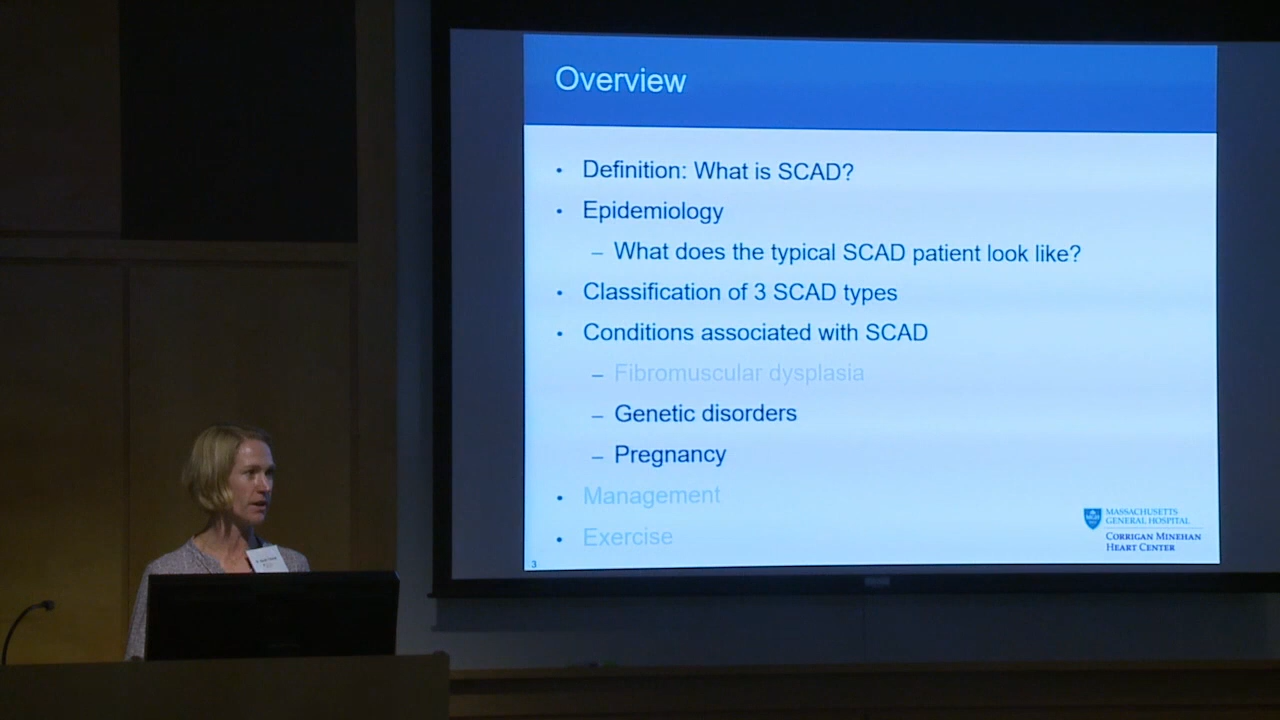 Overview
• Definition: What is SCAD?
• Epidemiology
– What does the typical SCAD patient look like?
• Classification of 3 SCAD types
• Conditions associated with SCAD
– Fibromuscular dysplasia
– Genetic disorders
– Pregnancy
• Management
• Exercise
MASSACHUSETTS
GENERAL HOSPITAL
CORRIGAN MINEHAN
HEART CENTER
3